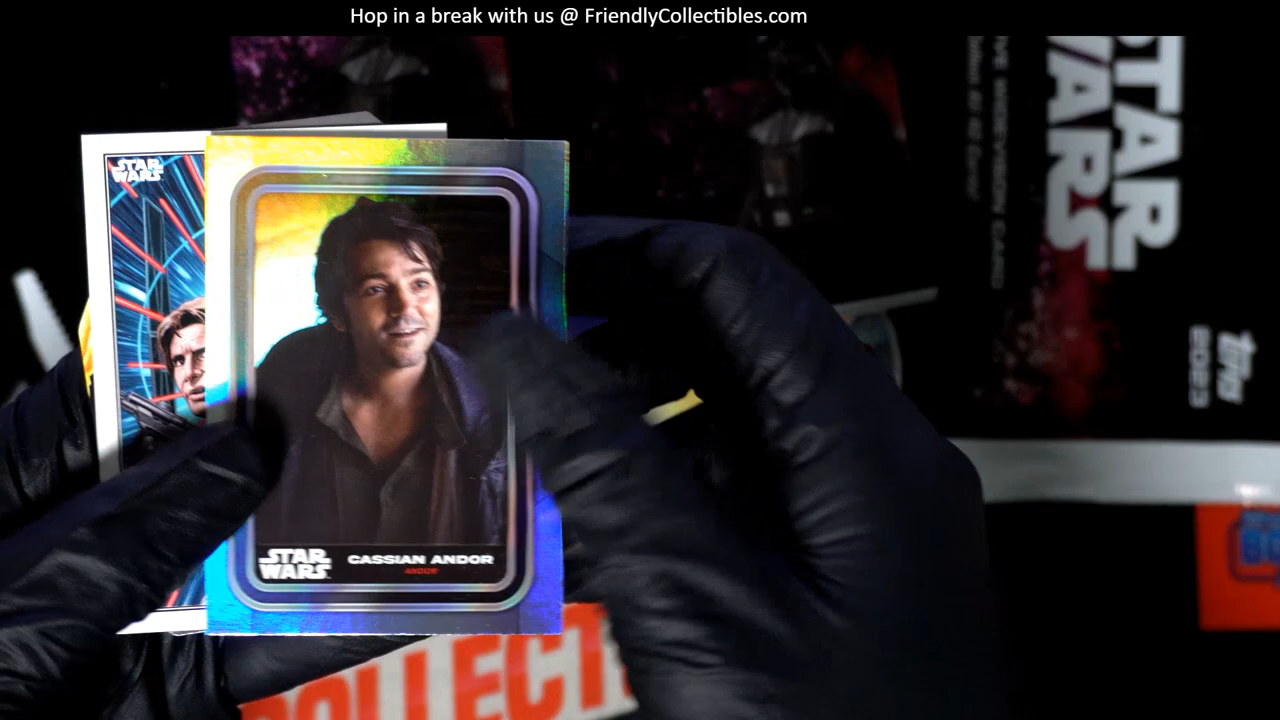 Hop in a break with us @ FriendlyCollectibles.com
STAR
WARS
STAR
WARS
CASSIAN ANDOR
ANDOR
STAR
WARS
Topps
2023
COLLECT